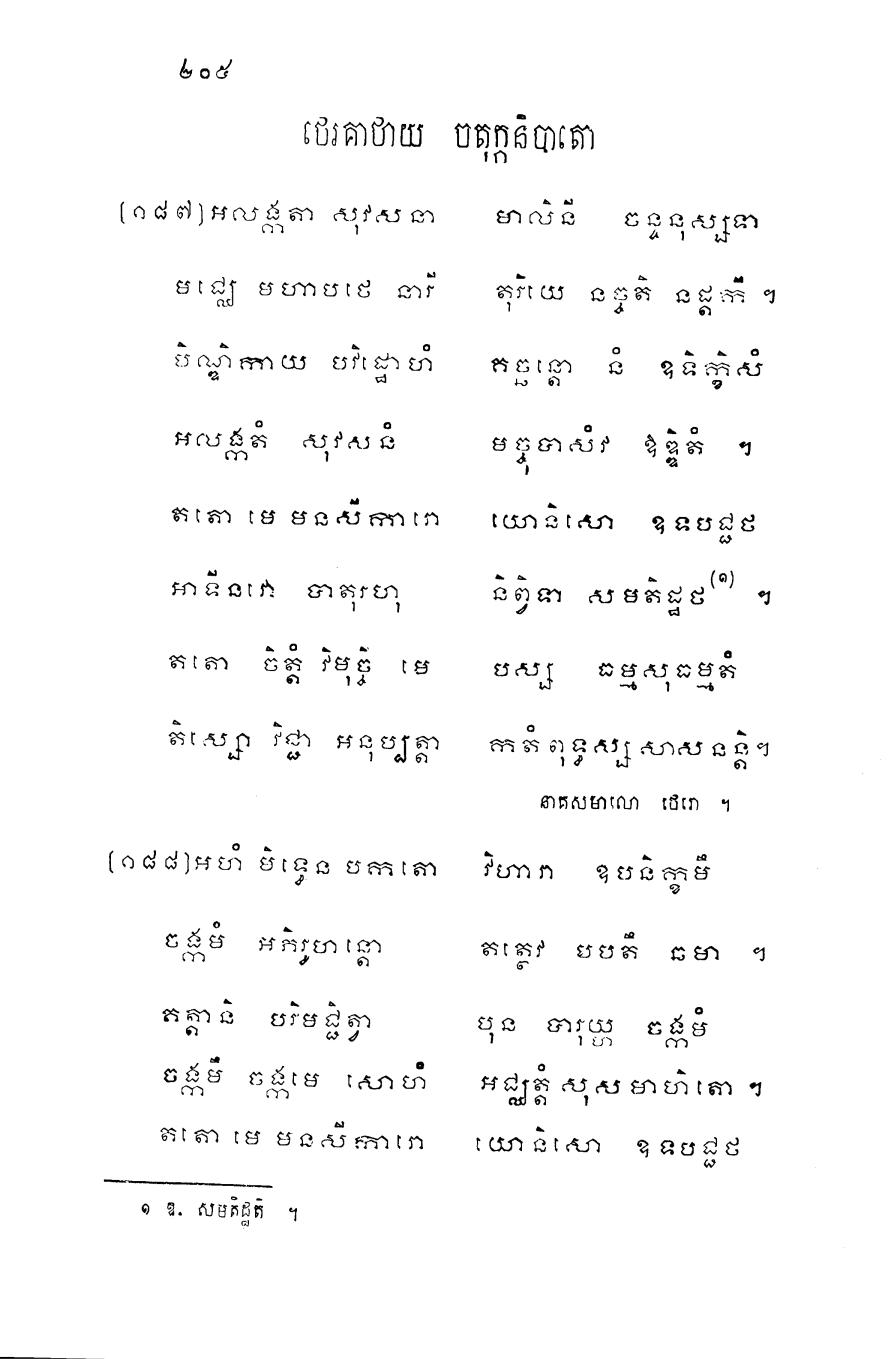 ២០៥
ថេរគាថាយ ចតុក្កនិបាតោ
[១៨៧] អលង្កតា សុវសនា មាលិនី ចន្ទនុស្សទា
មជ្ឈេ មហាបថេ នារី តុរិយេ នច្ចតិ នដ្ដកី ។
បិណ្ឌិកាយ បវិដ្ឋោហំ គច្ឆន្តោ នំ ឧទិក្ខិសំ
អលង្កតំ សុវសនំ មច្ចុបាសំវ ឱឌ្ឌិតំ ។
តតោ មេ មនសីការោ យោនិសោ ឧទបជ្ជថ
អាទីនវោ បាតុរហុ និព្វិទា សមតិដ្ឋថ(១) ។
តតោ ចិត្តំ វិមុច្ចិ មេ បស្ស ធម្មសុធម្មតំ
តិស្សោ វិជ្ជា អនុប្បត្តា កតំ ពុទ្ធស្ស សាសនន្តិ។
នាគសមាលោ ថេរោ ។
[១៨៨] អហំ មិទ្ធេន បកតោ វិហារា ឧបនិក្ខមឹ
ចង្កមំ អភិរូហន្តោ តត្ថេវ បបតឹ ឆមា ។
គត្តានិ បរិមជ្ជិត្វា បុន បារុយ្ហ ចង្កមំ
ចង្កមឹ ចង្កមេ សោហំ អជ្ឈត្តំ សុសមាហិតោ ។
តតោ មេ មនសីការោ យោនិសោ ឧទបជ្ជថ
១ ឱ. សមតិដ្ឋតិ ។